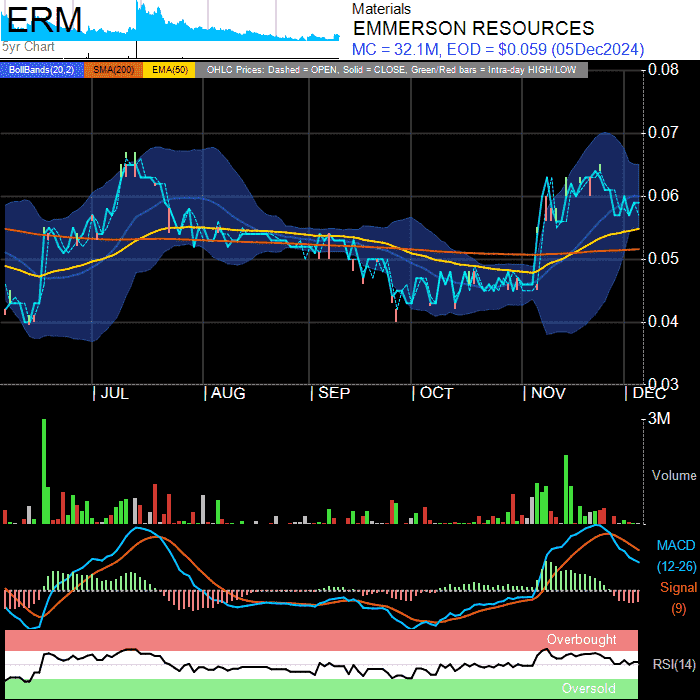 ERM
5yr Chart
Materials
EMMERSON RESOURCES
MC = 32.1M, EOD = $0.059 (05Dec2024)
BollBands(20,2) SMA(200) EMA(50) OHLC Prices: Dashed = OPEN, Solid = CLOSE, Green/Red bars = Intra-day HIGH/LOW
0.08
0.07
0.06
0.05
0.04
0.03
JUL AUG SEP OCT NOV DEC
3M
Volume
MACD
(12-26)
Signal
(9)
Overbought
RSI(14)
Oversold